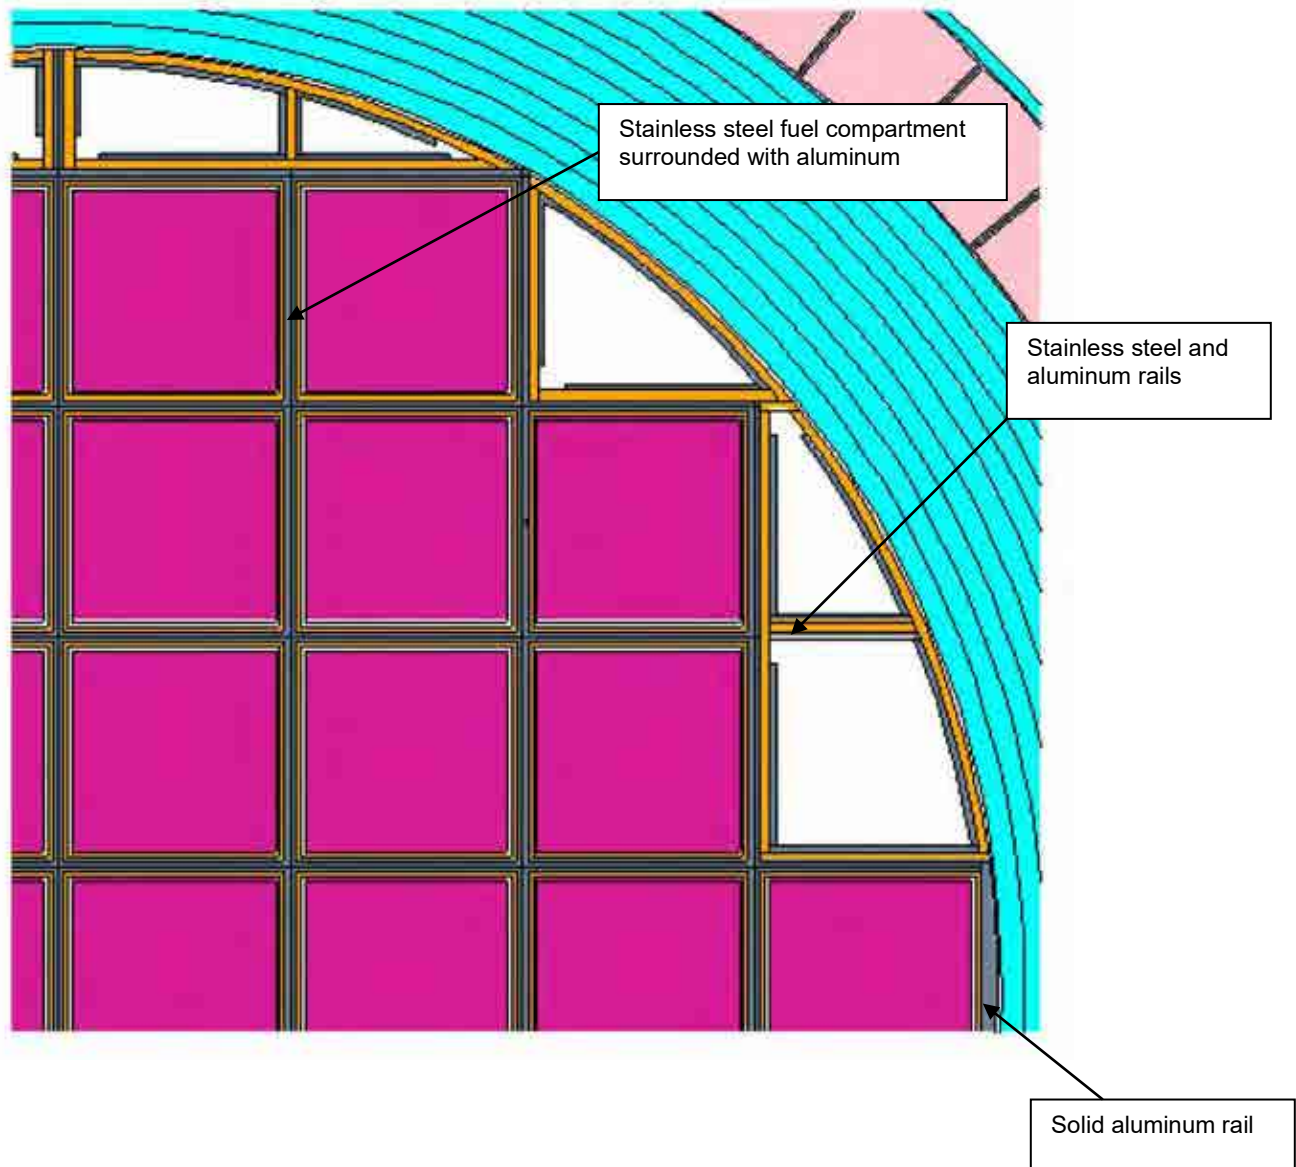 Stainless steel fuel compartment
surrounded with aluminum
Stainless steel and
aluminum rails
Solid aluminum rail